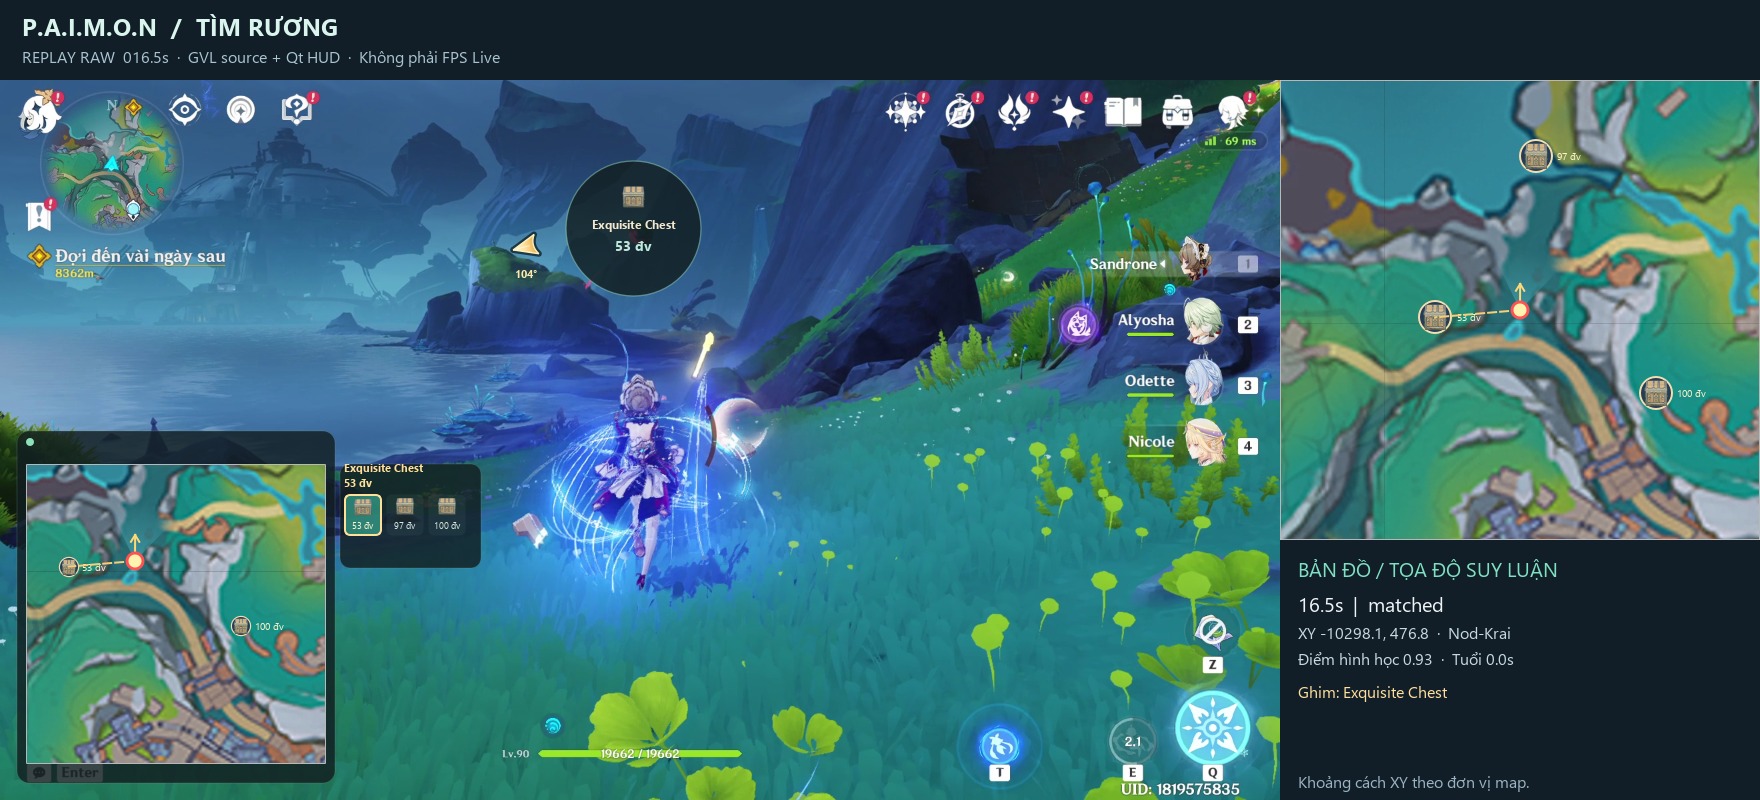 P.A.I.M.O.N / TÌM RƯƠNG
REPLAY RAW 016.5s · GVL source + Qt HUD · Không phải FPS Live
N
69 ms
Đợi đến vài ngày sau
8362m
Exquisite Chest
53 đv
104°
Sandrone
1
Alyosha
2
Odette
3
Nicole
4
Exquisite Chest
53 đv
53 đv
97 đv
100 đv
53 đv
100 đv
Enter
Lv.90
19662 / 19662
Z
2.1
T
E
Q
UID: 1819575835
97 đv
53 đv
100 đv
BẢN ĐỒ / TỌA ĐỘ SUY LUẬN
16.5s | matched
XY -10298.1, 476.8 · Nod-Krai
Điểm hình học 0.93 · Tuổi 0.0s
Ghim: Exquisite Chest
Khoảng cách XY theo đơn vị map.